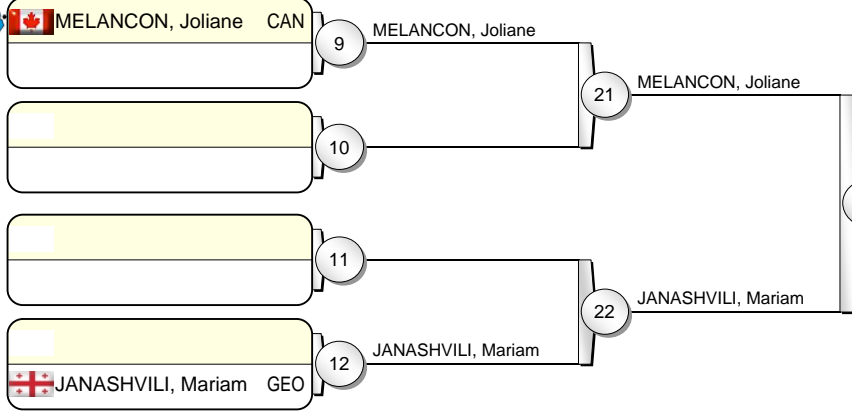 MELANCON, Joliane CAN
9
MELANCON, Joliane
21
MELANCON, Joliane
10
11
22
JANASHVILI, Mariam
12
JANASHVILI, Mariam
JANASHVILI, Mariam GEO